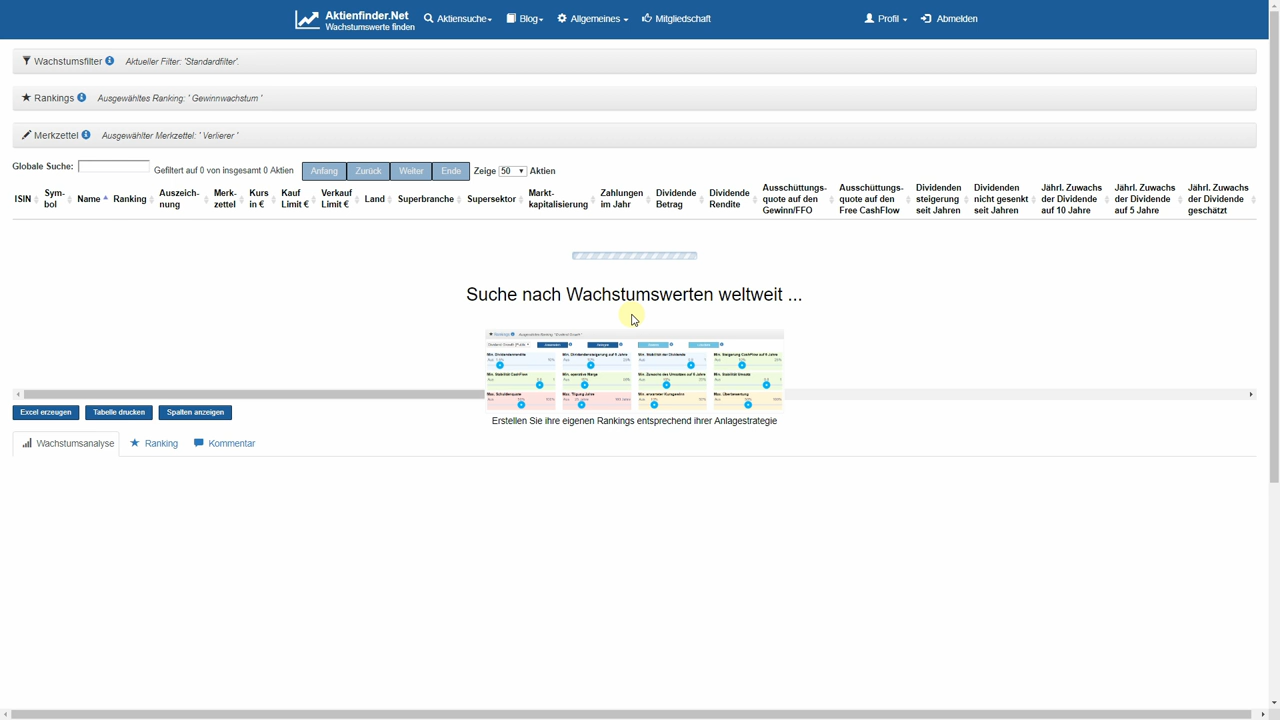 Aktienfinder.Net
Wachstumswerte finden
Aktiensuche
Blog
Allgemeines
Mitgliedschaft
Profil
Abmelden
Wachstumsfilter Aktueller Filter: 'Standardfilter'.
Rankings Ausgewähltes Ranking: ' Gewinnwachstum '
Merkzettel Ausgewählter Merkzettel: ' Verlierer '
Globale Suche: Gefiltert auf 0 von insgesamt 0 Aktien Anfang Zurück Weiter Ende Zeige 50 Aktien
ISIN
Sym-
bol
Name
Ranking
Auszeich-
nung
Merk-
zettel
Kurs
in €
Kauf
Limit €
Verkauf
Limit €
Land
Superbranche
Supersektor
Markt-
kapitalisierung
Zahlungen
im Jahr
Dividende
Betrag
Dividende
Rendite
Ausschüttungs-
quote auf den
Gewinn/FFO
Ausschüttungs-
quote auf den
Free CashFlow
Dividenden
steigerung
seit Jahren
Dividenden
nicht gesenkt
seit Jahren
Jährl. Zuwachs
der Dividende
auf 10 Jahre
Jährl. Zuwachs
der Dividende
auf 5 Jahre
Jährl. Zuwachs
der Dividende
geschätzt
Suche nach Wachstumswerten weltweit ...
Erstellen Sie ihre eigenen Rankings entsprechend ihrer Anlagestrategie
Excel erzeugen
Tabelle drucken
Spalten anzeigen
Wachstumsanalyse
Ranking
Kommentar